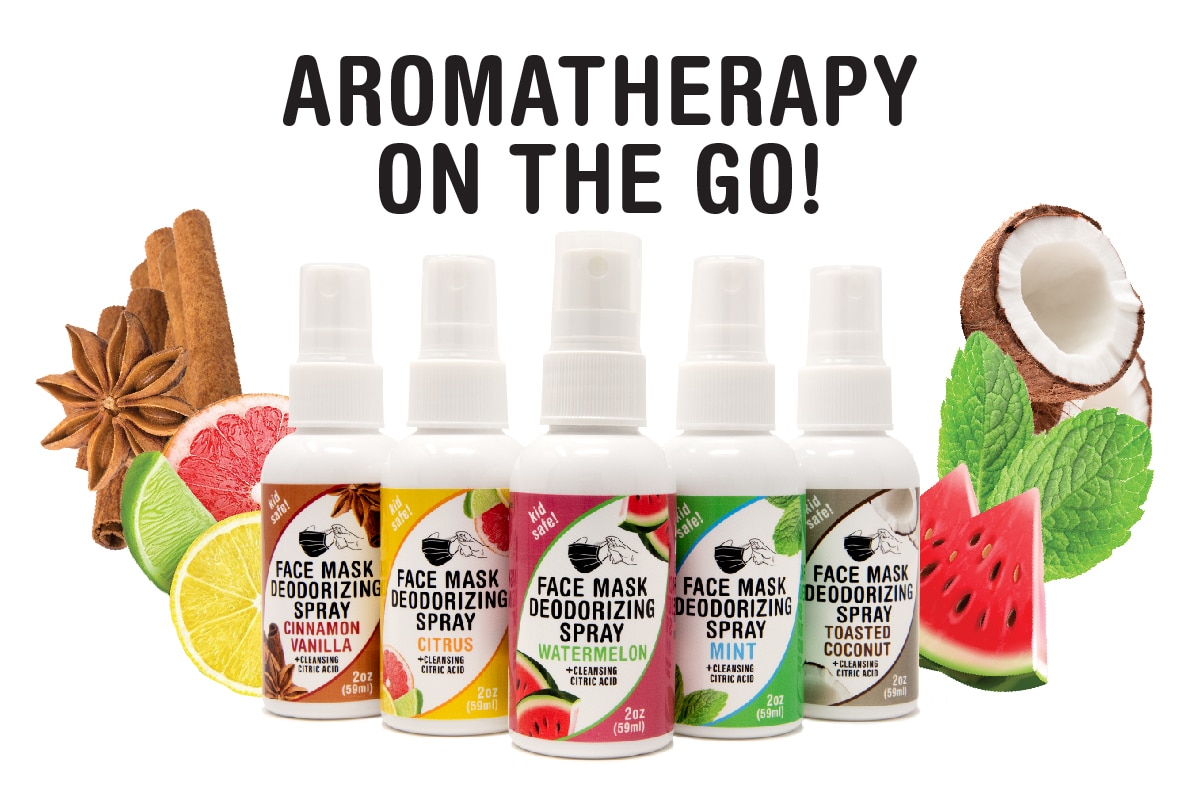 AROMATHERAPY
ON THE GO!
kid
safe!
FACE MASK
DEODORIZING
SPRAY
CINNAMON
VANILLA
+CLEANSING
CITRIC ACID
2oz
(59ml)
kid
safe!
FACE MASK
DEODORIZING
SPRAY
CITRUS
+CLEANSING
CITRIC ACID
2oz
(59ml)
kid
safe!
FACE MASK
DEODORIZING
SPRAY
WATERMELON
+CLEANSING
CITRIC ACID
2oz
(59ml)
kid
safe!
FACE MASK
DEODORIZING
SPRAY
MINT
+CLEANSING
CITRIC ACID
2oz
(59ml)
kid
safe!
FACE MASK
DEODORIZING
SPRAY
TOASTED
COCONUT
+CLEANSING
CITRIC ACID
2oz
(59ml)